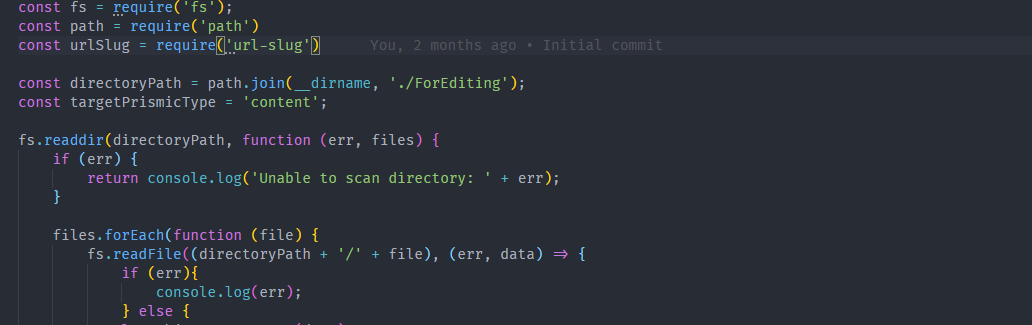 const fs = require('fs');
const path = require('path')
const urlSlug = require('url-slug') You, 2 months ago • Initial commit
const directoryPath = path.join(__dirname, './ForEditing');
const targetPrismicType = 'content';
fs.readdir(directoryPath, function (err, files) {
    if (err) {
        return console.log('Unable to scan directory: ' + err);
    }
    files.forEach(function (file) {
        fs.readFile((directoryPath + '/' + file), (err, data) => {
            if (err){
                console.log(err);
            } else {